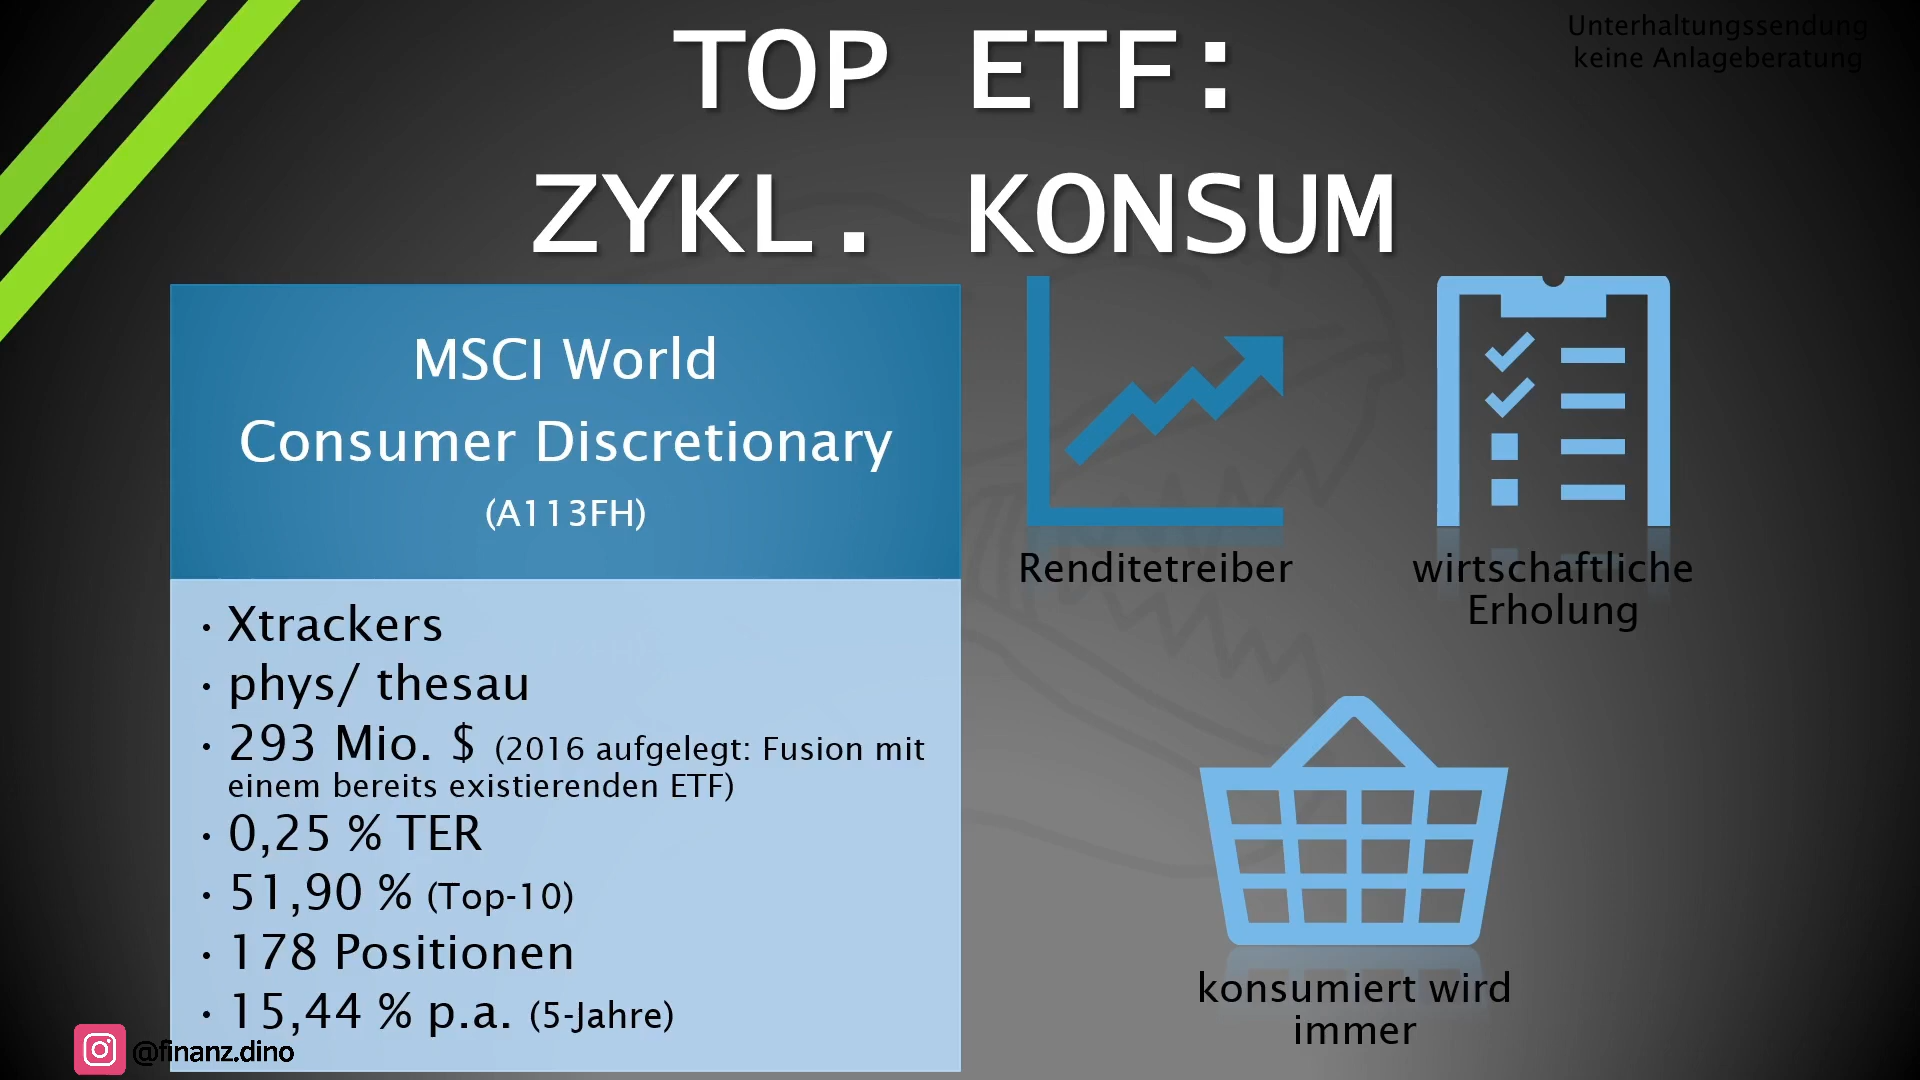 Unterhaltungssendung
keine Anlageberatung
TOP ETF:
ZYKL. KONSUM
MSCI World
Consumer Discretionary
(A113FH)
• Xtrackers
• phys/ thesau
• 293 Mio. $ (2016 aufgelegt: Fusion mit
einem bereits existierenden ETF)
• 0,25 % TER
• 51,90 % (Top-10)
• 178 Positionen
• 15,44 % p.a. (5-Jahre)
Renditetreiber
wirtschaftliche
Erholung
konsumiert wird
immer
@finanz.dino